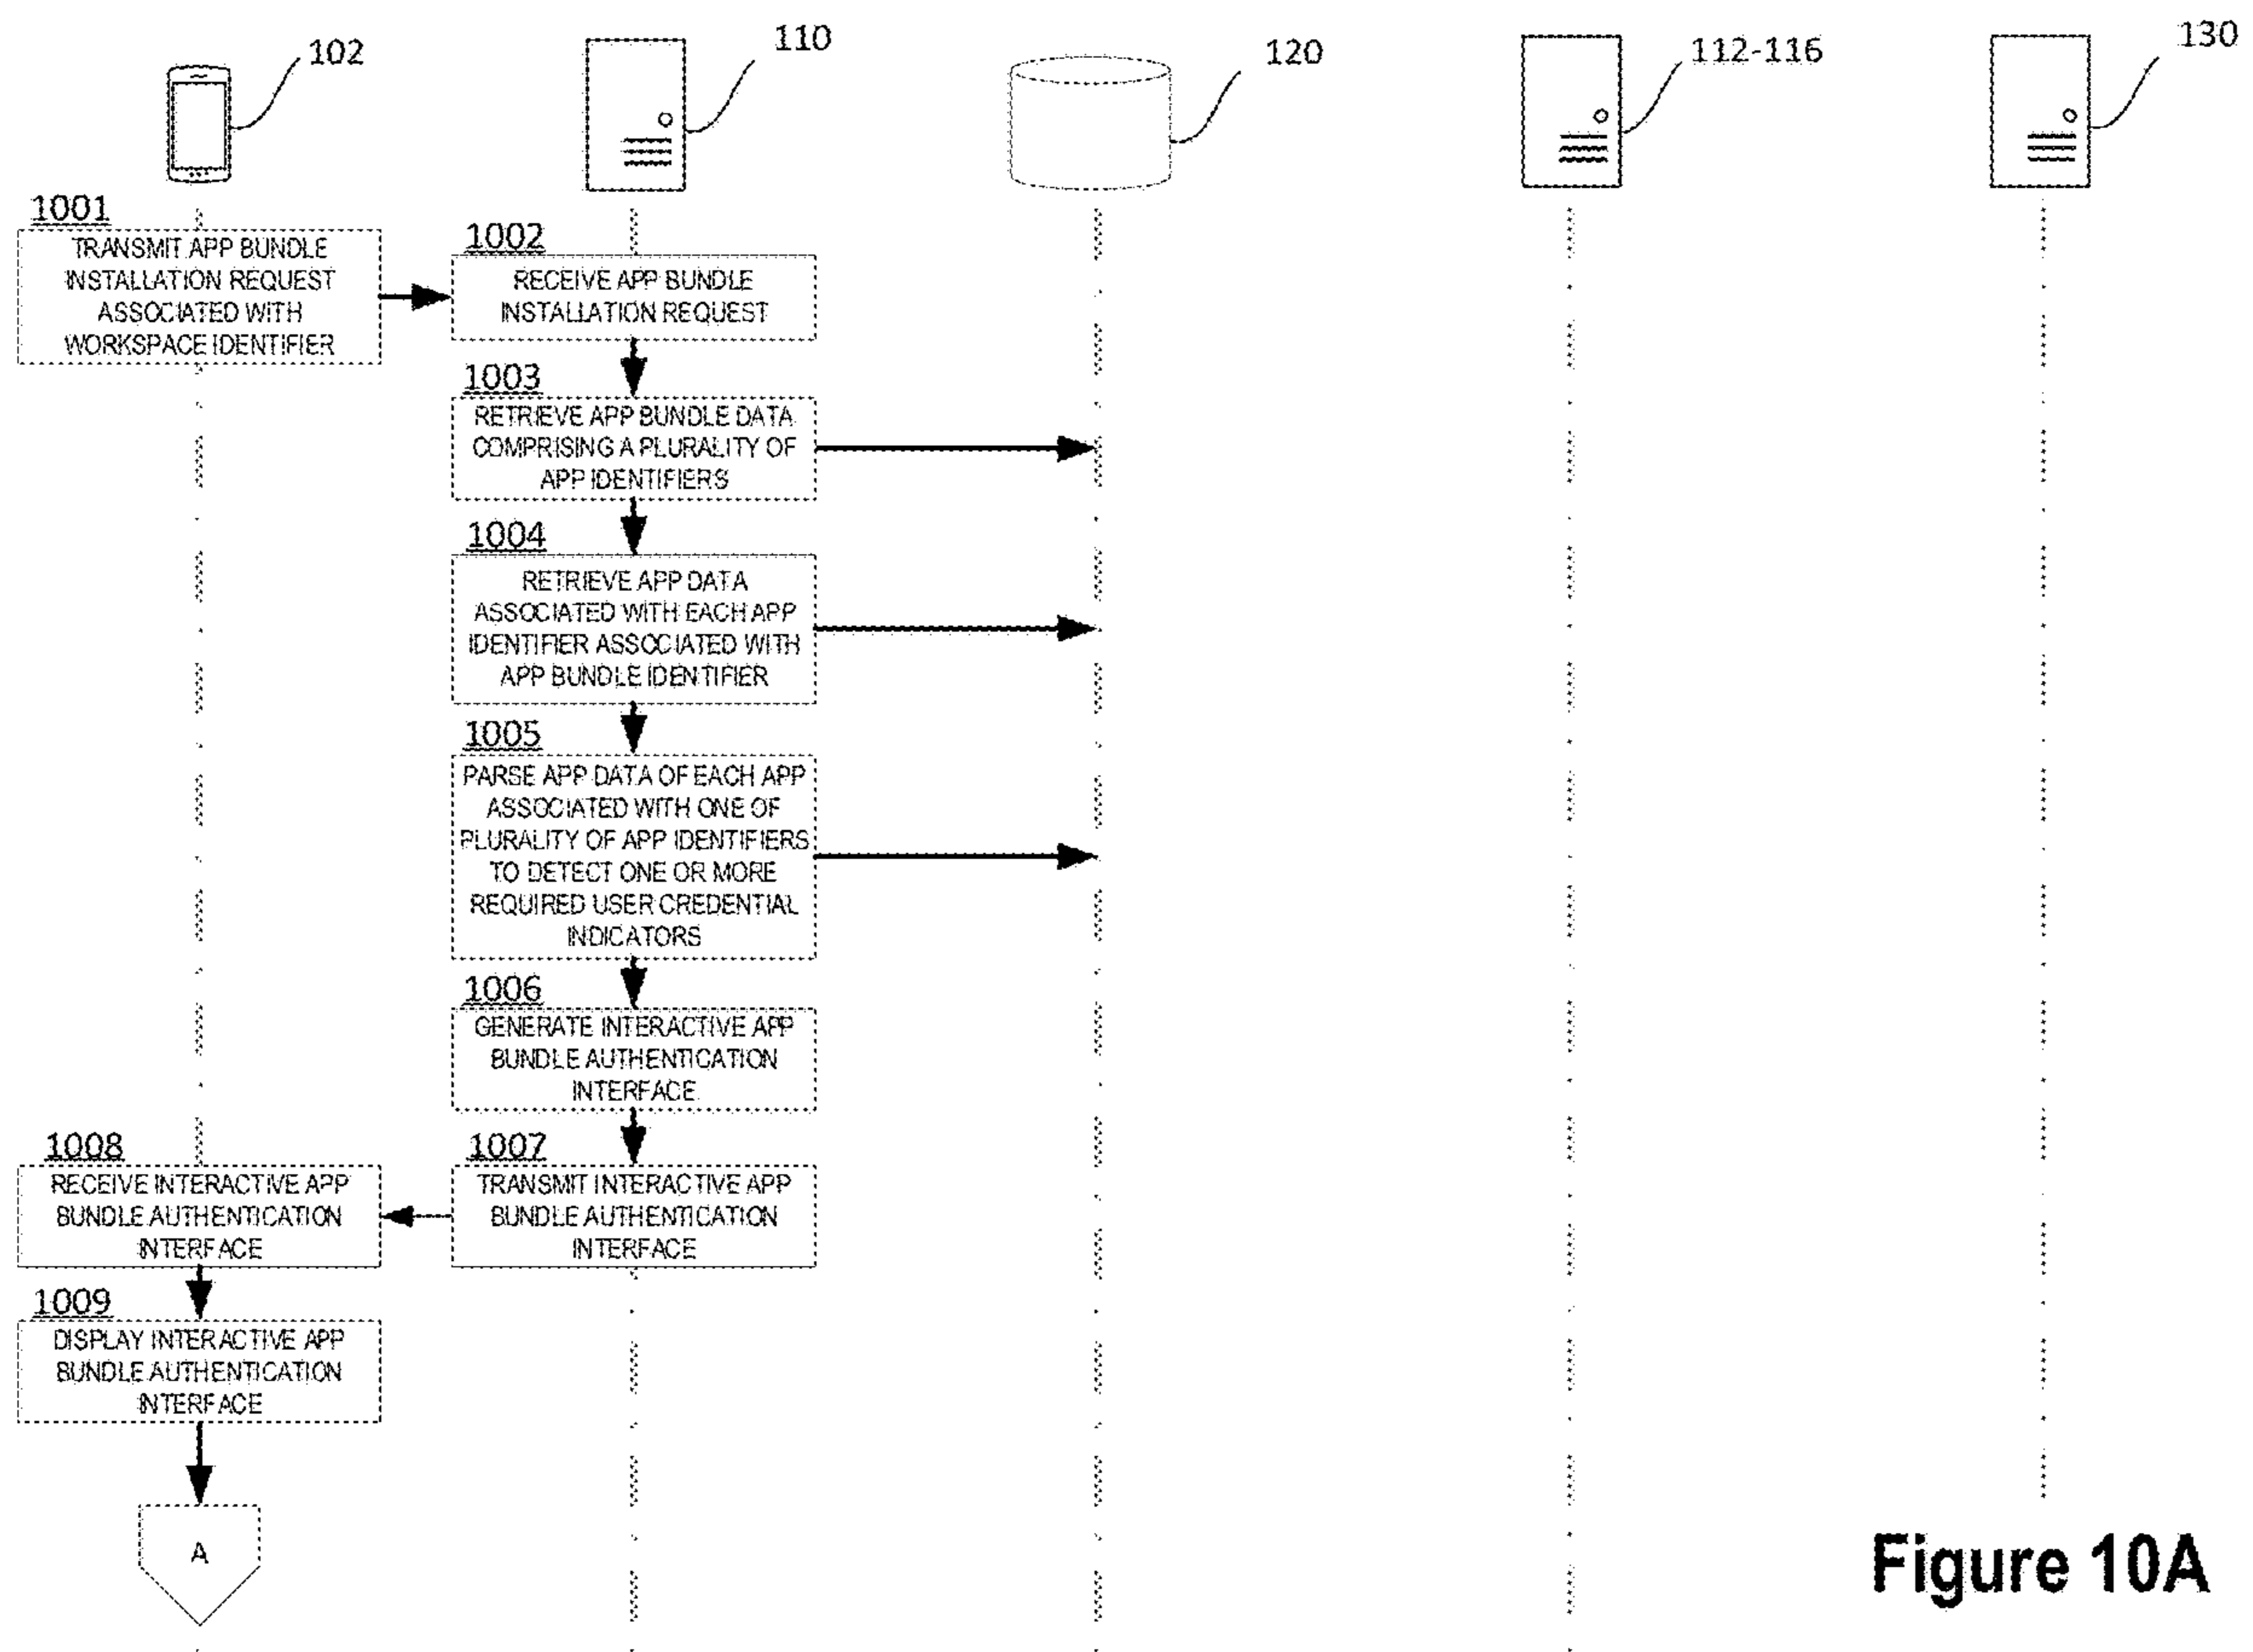 102
110
120
112-116
130
1001
TRANSMIT APP BUNDLE
INSTALLATION REQUEST
ASSOCIATED WITH
WORKSPACE IDENTIFIER
1002
RECEIVE APP BUNDLE
INSTALLATION REQUEST
1003
RETRIEVE APP BUNDLE DATA
COMPRISING A PLURALITY OF
APP IDENTIFIERS
1004
RETRIEVE APP DATA
ASSOCIATED WITH EACH APP
IDENTIFIER ASSOCIATED WITH
APP BUNDLE IDENTIFIER
1005
PARSE APP DATA OF EACH APP
ASSOCIATED WITH ONE OF
PLURALITY OF APP IDENTIFIERS
TO DETECT ONE OR MORE
REQUIRED USER CREDENTIAL
INDICATORS
1006
GENERATE INTERACTIVE APP
BUNDLE AUTHENTICATION
INTERFACE
1007
TRANSMIT INTERACTIVE APP
BUNDLE AUTHENTICATION
INTERFACE
1008
RECEIVE INTERACTIVE APP
BUNDLE AUTHENTICATION
INTERFACE
1009
DISPLAY INTERACTIVE APP
BUNDLE AUTHENTICATION
INTERFACE
A
Figure 10A